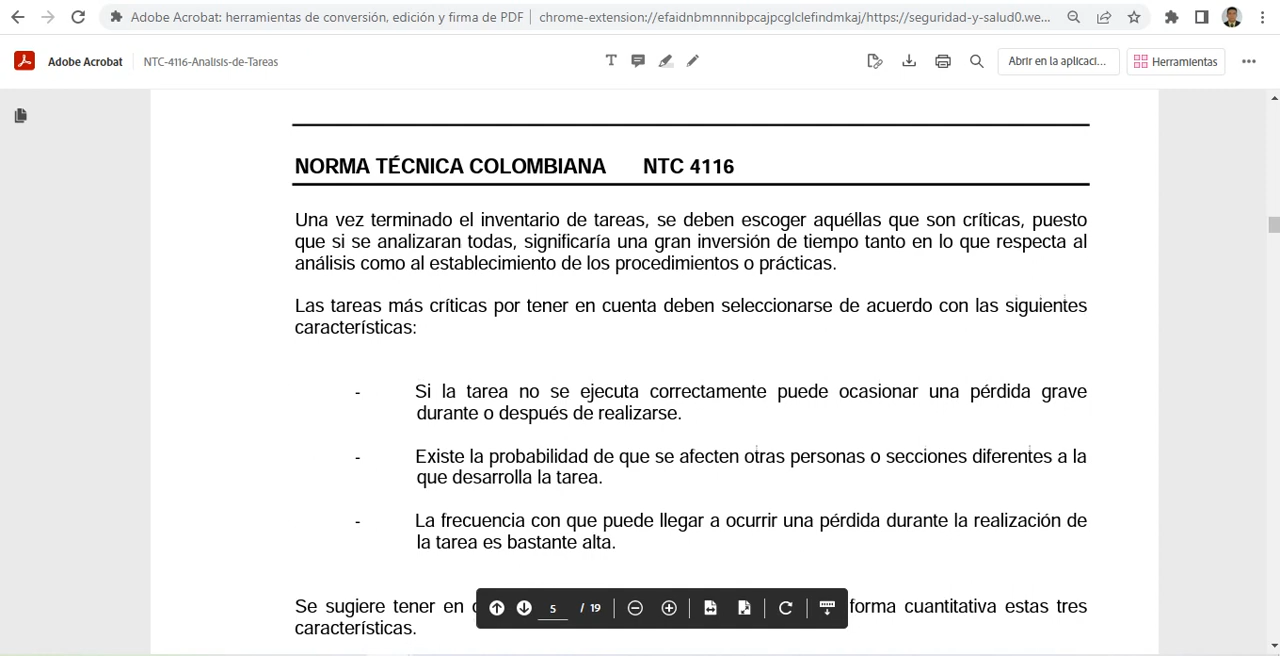 Adobe Acrobat: herramientas de conversión, edición y firma de PDF | chrome-extension://efaidnbmnnnibpcajpcglclefindmkaj/https://seguridad-y-salud0.we...
Adobe Acrobat NTC-4116-Analisis-de-Tareas Abrir en la aplicaci... Herramientas
NORMA TÉCNICA COLOMBIANA NTC 4116
Una vez terminado el inventario de tareas, se deben escoger aquéllas que son críticas, puesto
que si se analizaran todas, significaría una gran inversión de tiempo tanto en lo que respecta al
análisis como al establecimiento de los procedimientos o prácticas.
Las tareas más críticas por tener en cuenta deben seleccionarse de acuerdo con las siguientes
características:
- Si la tarea no se ejecuta correctamente puede ocasionar una pérdida grave
durante o después de realizarse.
- Existe la probabilidad de que se afecten otras personas o secciones diferentes a la
que desarrolla la tarea.
- La frecuencia con que puede llegar a ocurrir una pérdida durante la realización de
la tarea es bastante alta.
Se sugiere tener en forma cuantitativa estas tres
características.
5 / 19